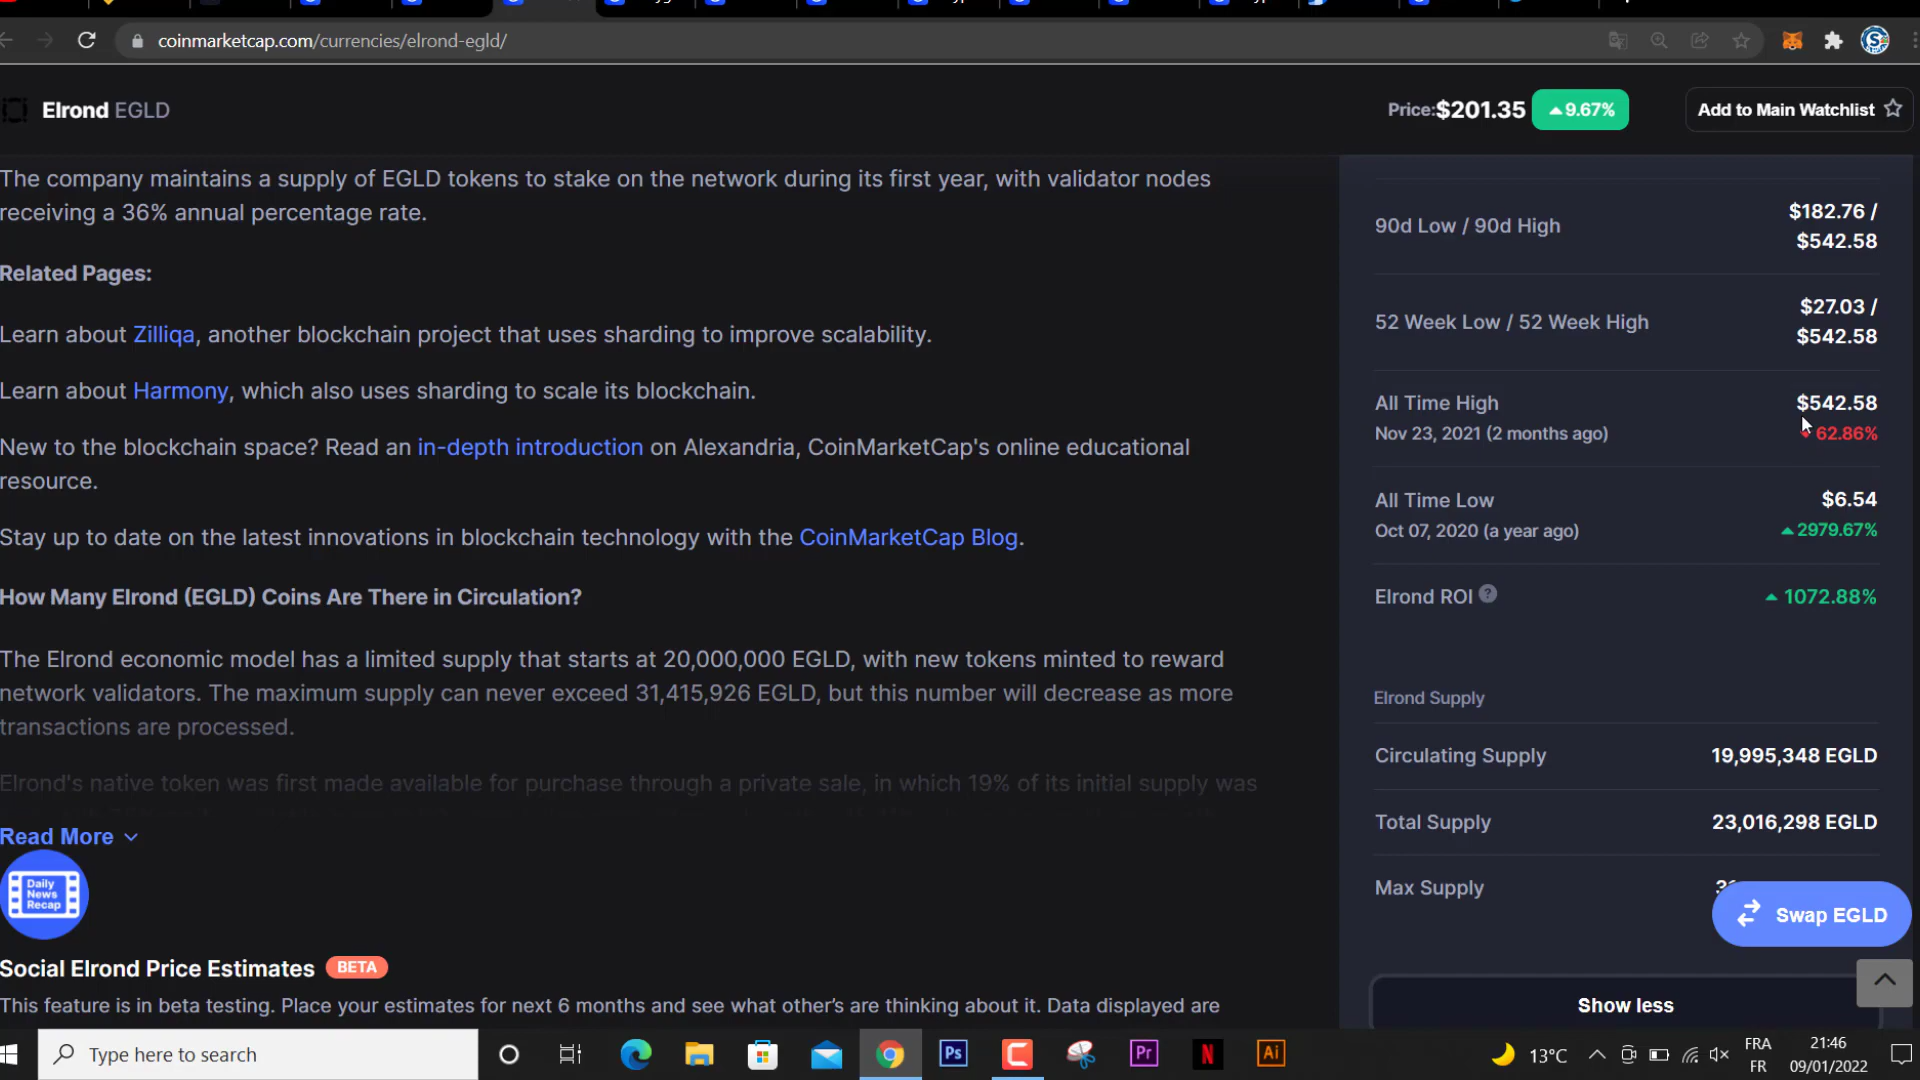 coinmarketcap.com/currencies/elrond-egld/
Elrond EGLD
Price:$201.35
9.67%
Add to Main Watchlist
The company maintains a supply of EGLD tokens to stake on the network during its first year, with validator nodes
receiving a 36% annual percentage rate.
Related Pages:
Learn about Zilliqa, another blockchain project that uses sharding to improve scalability.
Learn about Harmony, which also uses sharding to scale its blockchain.
New to the blockchain space? Read an in-depth introduction on Alexandria, CoinMarketCap's online educational
resource.
Stay up to date on the latest innovations in blockchain technology with the CoinMarketCap Blog.
How Many Elrond (EGLD) Coins Are There in Circulation?
The Elrond economic model has a limited supply that starts at 20,000,000 EGLD, with new tokens minted to reward
network validators. The maximum supply can never exceed 31,415,926 EGLD, but this number will decrease as more
transactions are processed.
Elrond's native token was first made available for purchase through a private sale, in which 19% of its initial supply was
Read More
Daily
News
Recap
Social Elrond Price Estimates BETA
This feature is in beta testing. Place your estimates for next 6 months and see what other's are thinking about it. Data displayed are
90d Low / 90d High
$182.76 /
$542.58
52 Week Low / 52 Week High
$27.03 /
$542.58
All Time High
$542.58
Nov 23, 2021 (2 months ago)
62.86%
All Time Low
$6.54
Oct 07, 2020 (a year ago)
2979.67%
Elrond ROI ?
1072.88%
Elrond Supply
Circulating Supply
19,995,348 EGLD
Total Supply
23,016,298 EGLD
Max Supply
Swap EGLD
Show less
Type here to search
Ps
Pr
N
Ai
13°C
FRA
FR
21:46
09/01/2022